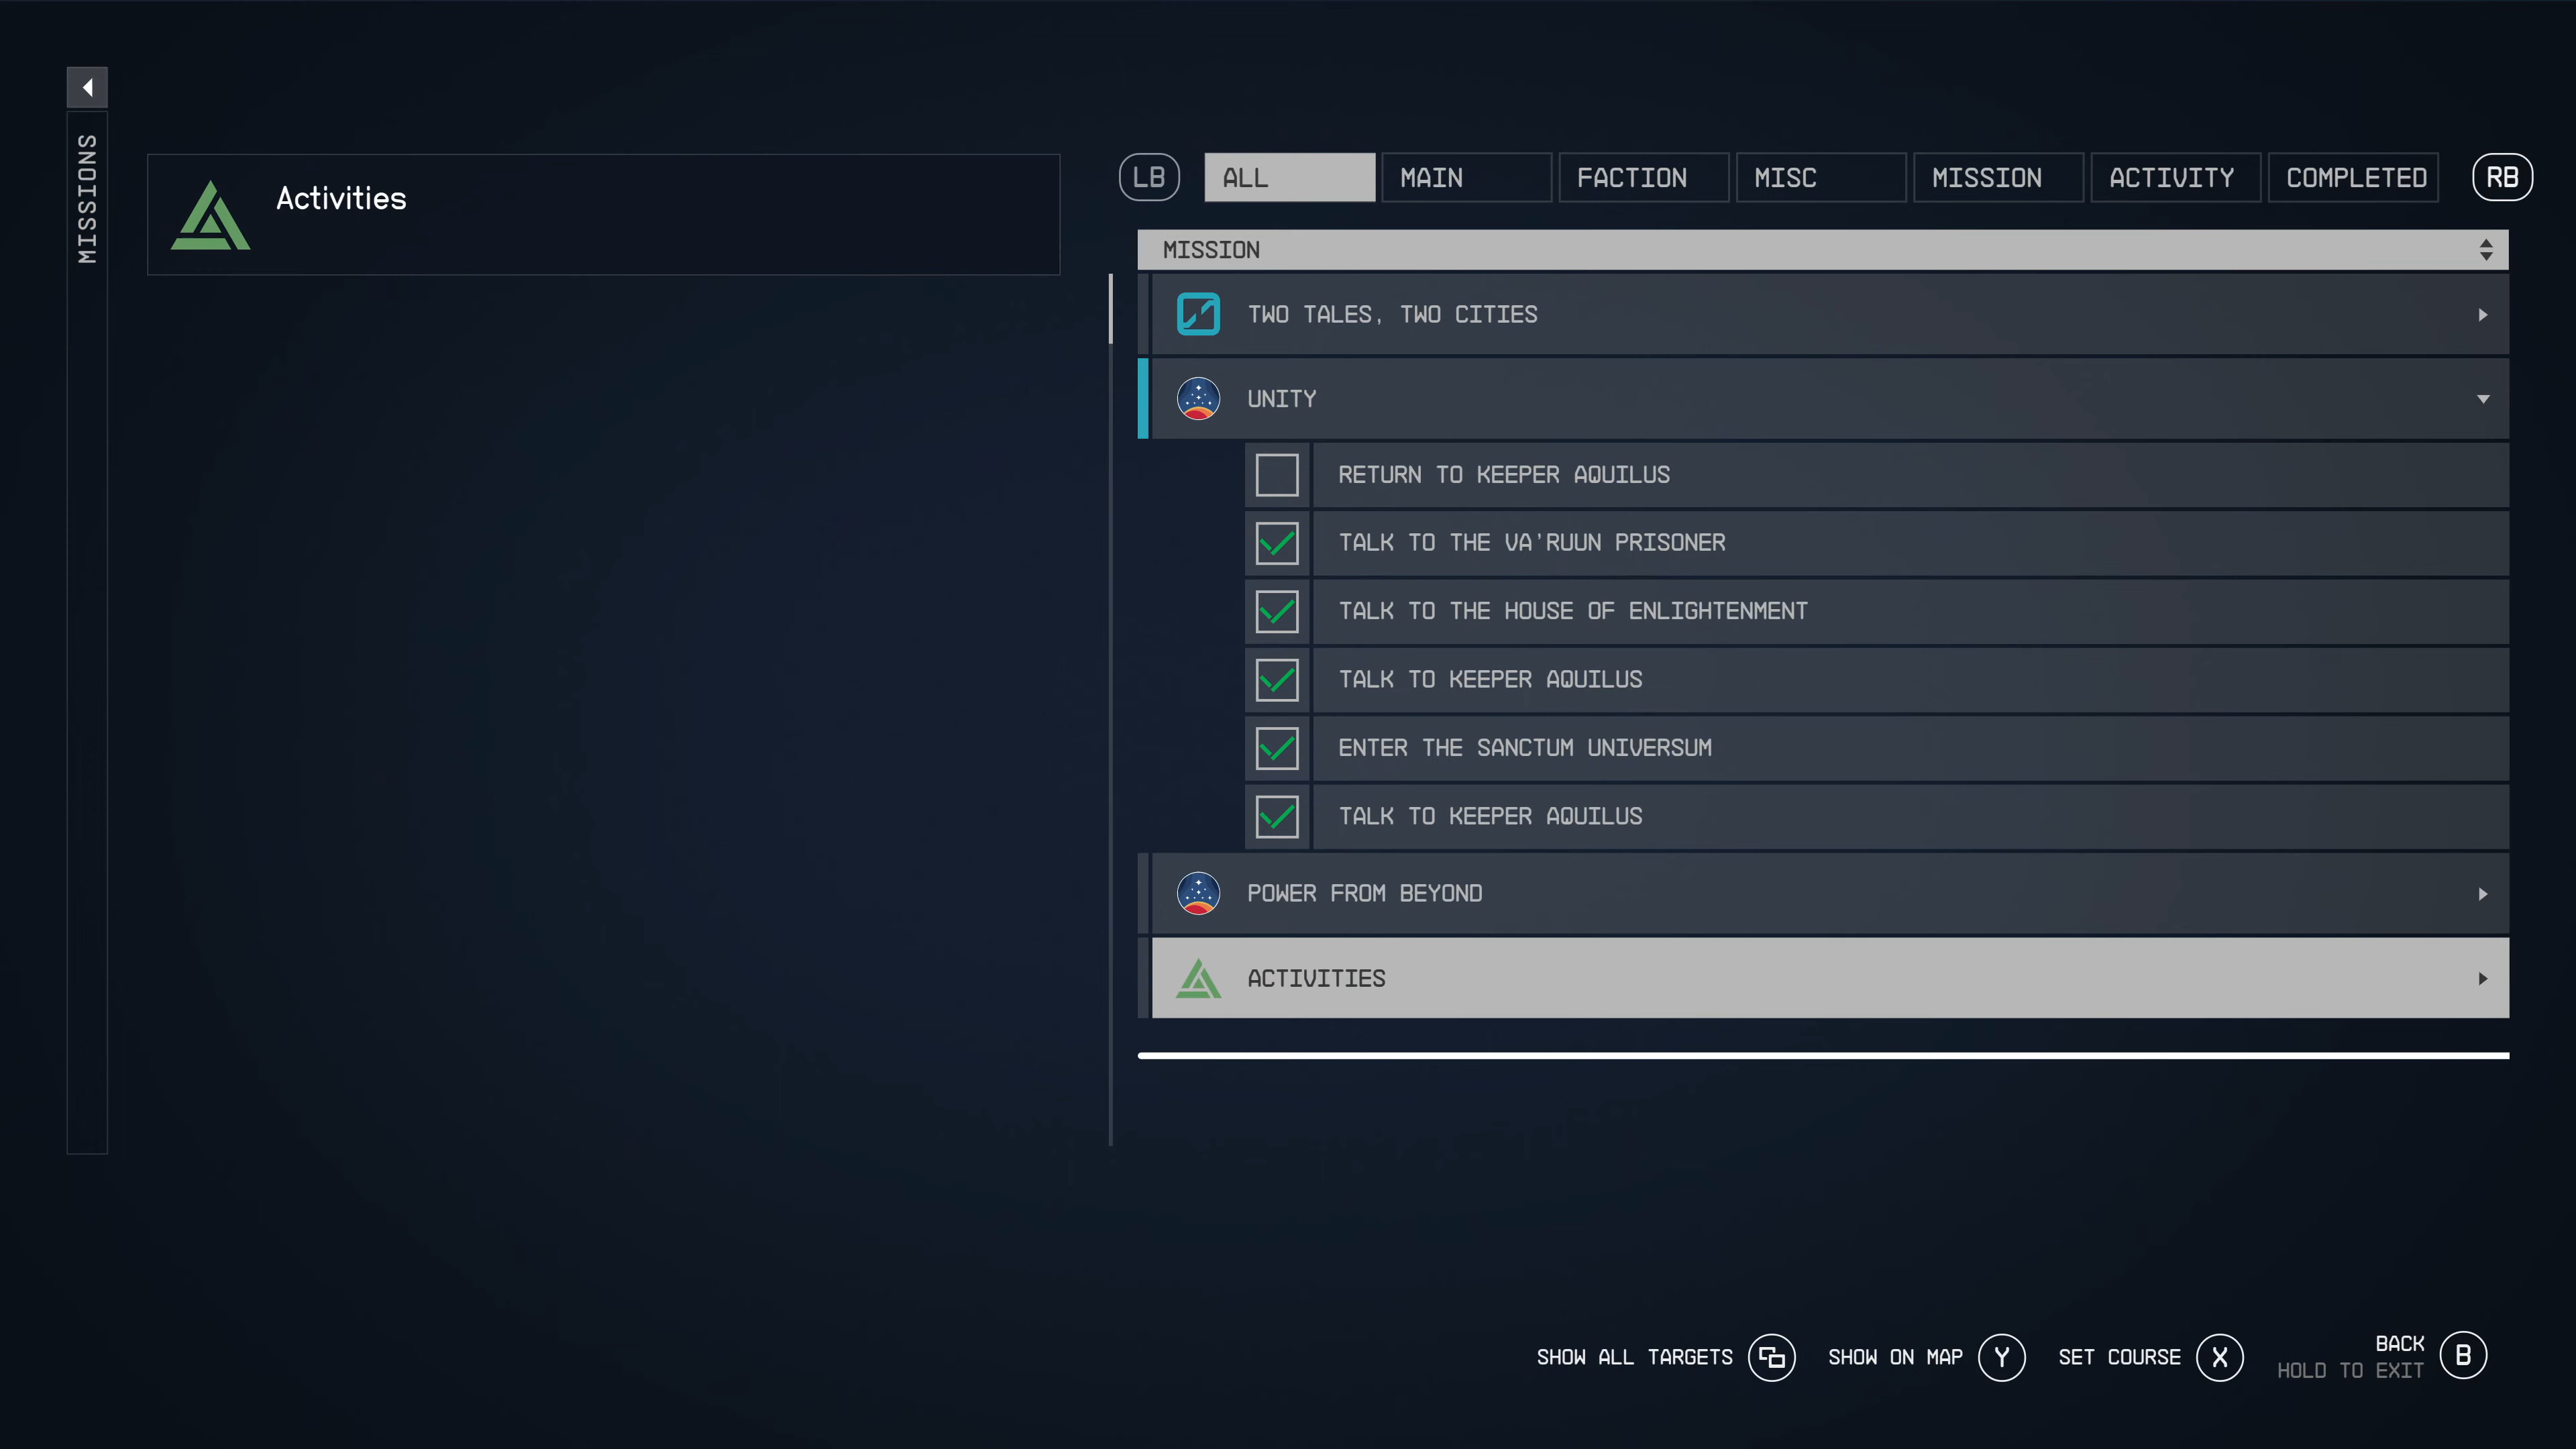 MISSIONS
Activities
LB
ALL
MAIN
FACTION
MISC
MISSION
ACTIVITY
COMPLETED
RB
MISSION
TWO TALES, TWO CITIES
UNITY
RETURN TO KEEPER AQUILUS
TALK TO THE VA'RUUN PRISONER
TALK TO THE HOUSE OF ENLIGHTENMENT
TALK TO KEEPER AQUILUS
ENTER THE SANCTUM UNIVERSUM
TALK TO KEEPER AQUILUS
POWER FROM BEYOND
ACTIVITIES
SHOW ALL TARGETS
SHOW ON MAP Y
SET COURSE X
BACK B
HOLD TO EXIT